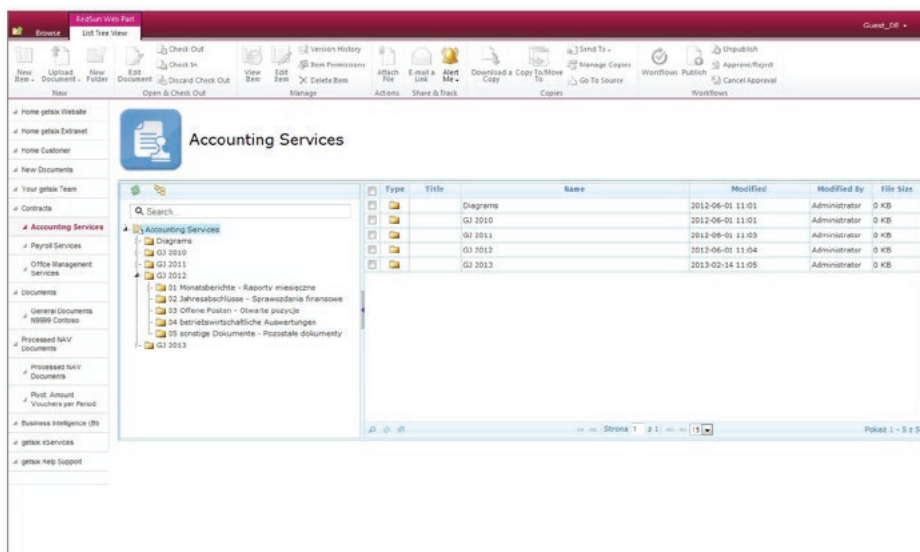 RedSun Web Part
Browse
List Tree View
Guest_DE
New Item
Upload Document
New Folder
New
Edit Document
Check Out
Check In
Discard Check Out
Open & Check Out
View Item
Edit Item
Version History
Item Permissions
Delete Item
Manage
Attach File
Actions
E-mail a Link
Alert Me
Share & Track
Download a Copy
Copy To/Move To
Send To
Manage Copies
Go To Source
Copies
Workflows
Publish
Unpublish
Approve/Reject
Cancel Approval
Workflows
Home getsix Website
Home getsix Extranet
Home Customer
New Documents
Your getsix Team
Contracts
Accounting Services
Payroll Services
Office Management
Services
Documents
General Documents
N9999 Contoso
Processed NAV
Documents
Processed NAV
Documents
Pivot: Amount
Vouchers per Period
Business Intelligence (BI)
getsix eServices
getsix Help Support
Accounting Services
Search...
Accounting Services
Diagrams
GJ 2010
GJ 2011
GJ 2012
01 Monatsberichte - Raporty miesięczne
02 Jahresabschlüsse - Sprawozdania finansowe
03 Offene Posten - Otwarte pozycje
04 betriebswirtschaftliche Auswertungen
05 sonstige Dokumente - Pozostałe dokumenty
GJ 2013
Type Title Name Modified Modified By File Size
Diagrams 2012-06-01 11:01 Administrator 0 KB
GJ 2010 2012-06-01 11:01 Administrator 0 KB
GJ 2011 2012-06-01 11:03 Administrator 0 KB
GJ 2012 2012-06-01 11:04 Administrator 0 KB
GJ 2013 2013-02-14 11:05 Administrator 0 KB
Strona 1 z 1 15
Pokaż 1 - 5 z 5